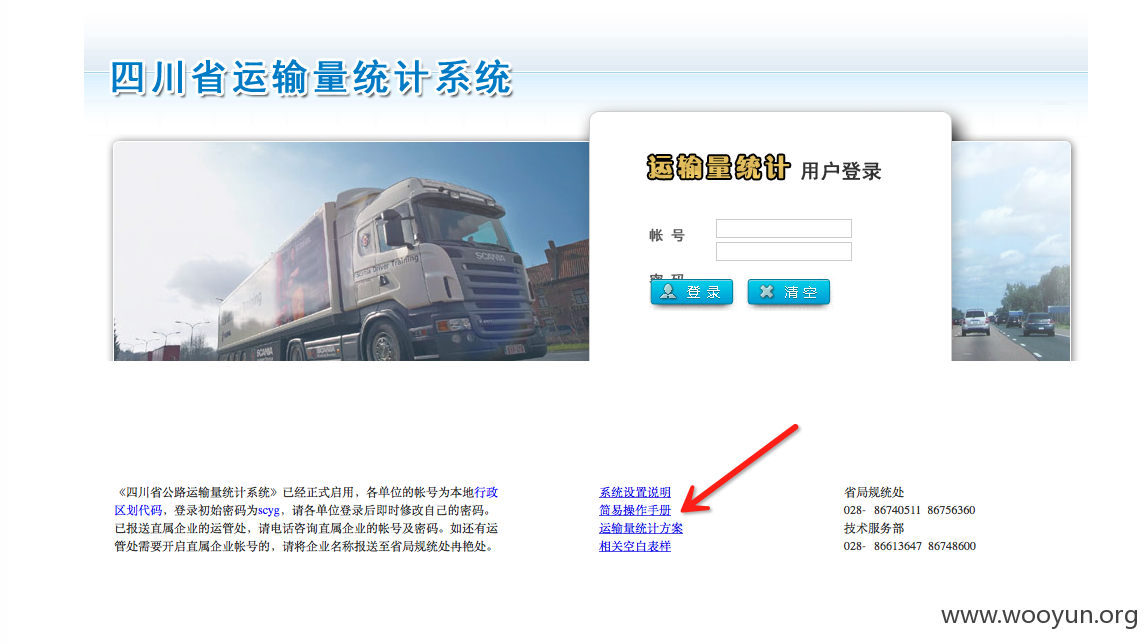 四川省运输量统计系统
运输量统计 用户登录
帐 号
密 码
登 录
清 空
SCANIA
Scania Driver Training
SCANIA
《四川省公路运输量统计系统》已经正式启用，各单位的帐号为本地行政
区划代码，登录初始密码为scyg，请各单位登录后即时修改自己的密码。
已报送直属企业的运管处，请电话咨询直属企业的帐号及密码。如还有运
管处需要开启直属企业帐号的，请将企业名称报送至省局规统处冉艳处。
系统设置说明
简易操作手册
运输量统计方案
相关空白表样
省局规统处
028- 86740511 86756360
技术服务部
028- 86613647 86748600
www.wooyun.org